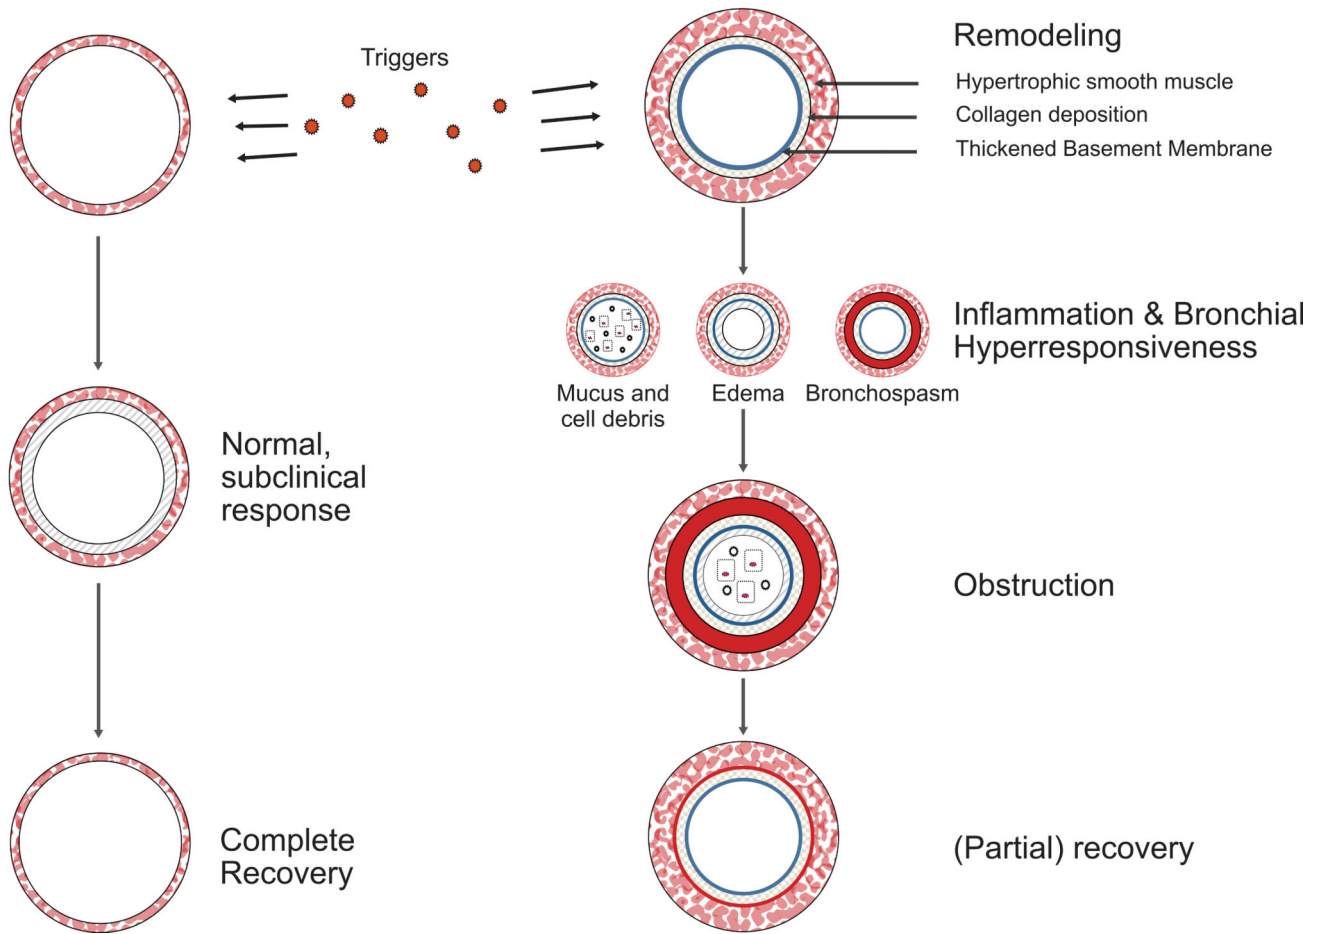 Triggers
Remodeling
Hypertrophic smooth muscle
Collagen deposition
Thickened Basement Membrane
Inflammation & Bronchial
Hyperresponsiveness
Mucus and
cell debris
Edema
Bronchospasm
Normal,
subclinical
response
Obstruction
Complete
Recovery
(Partial) recovery